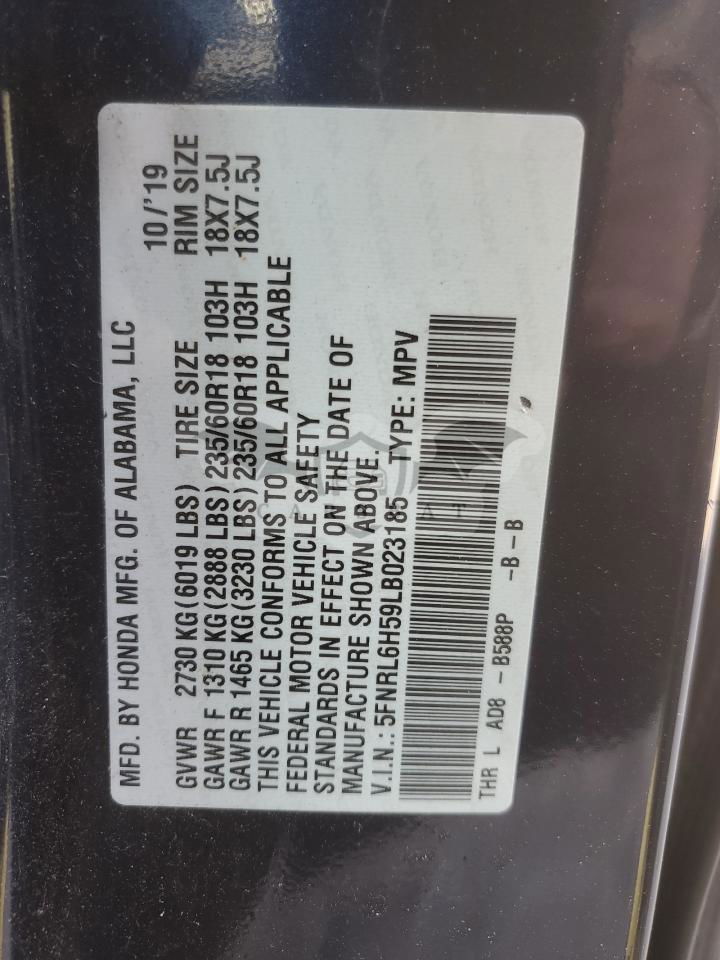 MFD. BY HONDA MFG. OF ALABAMA, LLC 10/'19
GVWR 2730 KG(6019 LBS) TIRE SIZE RIM SIZE
GAWR F 1310 KG(2888 LBS) 235/60R18 103H 18X7.5J
GAWR R 1465 KG(3230 LBS) 235/60R18 103H 18X7.5J
THIS VEHICLE CONFORMS TO ALL APPLICABLE
FEDERAL MOTOR VEHICLE SAFETY
STANDARDS IN EFFECT ON THE DATE OF
MANUFACTURE SHOWN ABOVE.
V.I.N.: 5FNRL6H59LB023185 TYPE: MPV
THR L AD8 - B588P -B-B